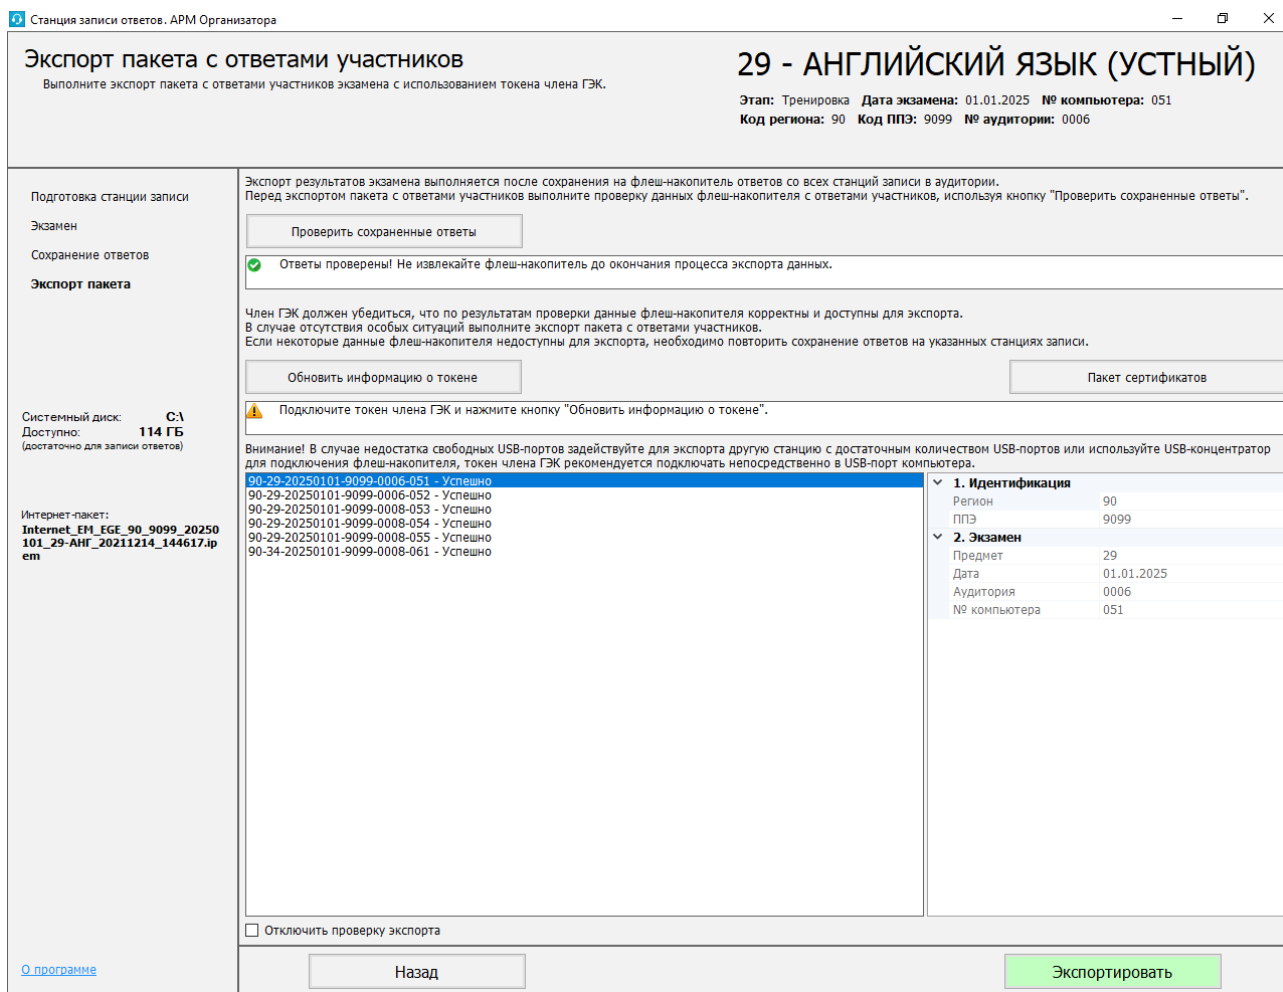 Станция записи ответов. АРМ Организатора
Экспорт пакета с ответами участников
Выполните экспорт пакета с ответами участников экзамена с использованием токена члена ГЭК.
29 - АНГЛИЙСКИЙ ЯЗЫК (УСТНЫЙ)
Этап: Тренировка Дата экзамена: 01.01.2025 № компьютера: 051
Код региона: 90 Код ППЭ: 9099 № аудитории: 0006
Подготовка станции записи
Экзамен
Сохранение ответов
Экспорт пакета
Системный диск: C:\
Доступно: 114 ГБ
(достаточно для записи ответов)
Интернет-пакет:
Internet_EM_EGE_90_9099_20250
101_29-АНГ_20211214_144617.ip
em
О программе
Экспорт результатов экзамена выполняется после сохранения на флеш-накопитель ответов со всех станций записи в аудитории.
Перед экспортом пакета с ответами участников выполните проверку данных флеш-накопителя с ответами участников, используя кнопку "Проверить сохраненные ответы".
Проверить сохраненные ответы
Ответы проверены! Не извлекайте флеш-накопитель до окончания процесса экспорта данных.
Член ГЭК должен убедиться, что по результатам проверки данные флеш-накопителя корректны и доступны для экспорта.
В случае отсутствия особых ситуаций выполните экспорт пакета с ответами участников.
Если некоторые данные флеш-накопителя недоступны для экспорта, необходимо повторить сохранение ответов на указанных станциях записи.
Обновить информацию о токене
Пакет сертификатов
Подключите токен члена ГЭК и нажмите кнопку "Обновить информацию о токене".
Внимание! В случае недостатка свободных USB-портов задействуйте для экспорта другую станцию с достаточным количеством USB-портов или используйте USB-концентратор
для подключения флеш-накопителя, токен члена ГЭК рекомендуется подключать непосредственно в USB-порт компьютера.
90-29-20250101-9099-0006-051 - Успешно
90-29-20250101-9099-0006-052 - Успешно
90-29-20250101-9099-0008-053 - Успешно
90-29-20250101-9099-0008-054 - Успешно
90-29-20250101-9099-0008-055 - Успешно
90-34-20250101-9099-0008-061 - Успешно
1. Идентификация
Регион 90
ППЭ 9099
2. Экзамен
Предмет 29
Дата 01.01.2025
Аудитория 0006
№ компьютера 051
Отключить проверку экспорта
Назад
Экспортировать